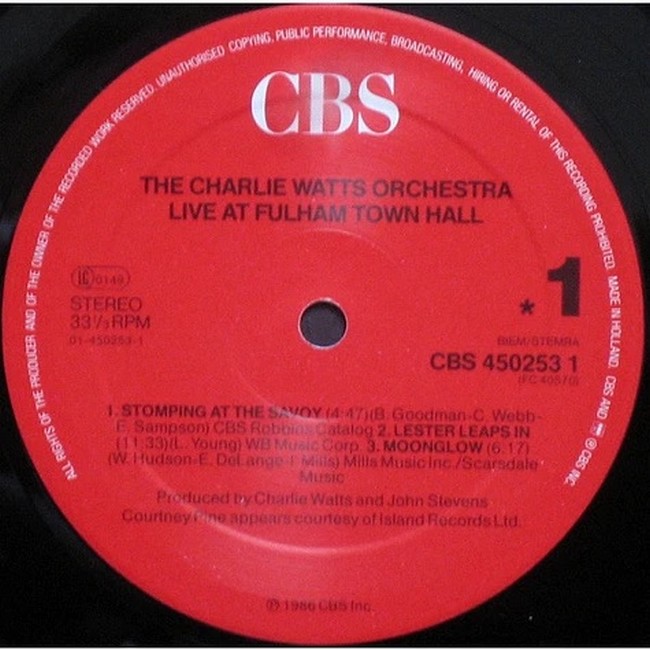 ALL RIGHTS OF THE PRODUCER AND OF THE OWNER OF THE RECORDED WORK RESERVED. UNAUTHORISED COPYING, PUBLIC PERFORMANCE, BROADCASTING, HIRING OR RENTAL OF THIS RECORDING PROHIBITED. MADE IN HOLLAND. CBS AND ® CBS INC.
CBS
THE CHARLIE WATTS ORCHESTRA
LIVE AT FULHAM TOWN HALL
LC 0149
STEREO
33⅓ RPM
01-450253-1
* 1
BIEM/STEMRA
CBS 450253 1
(FC 40570)
1. STOMPING AT THE SAVOY (4:47)(B. Goodman-C. Webb-
E. Sampson) CBS Robbins Catalog 2. LESTER LEAPS IN
(11:33)(L. Young) WB Music Corp. 3. MOONGLOW (6:17)
(W. Hudson-E. DeLange-I. Mills) Mills Music Inc./Scarsdale
Music
Produced by Charlie Watts and John Stevens
Courtney Pine appears courtesy of Island Records Ltd.
℗ 1986 CBS Inc.